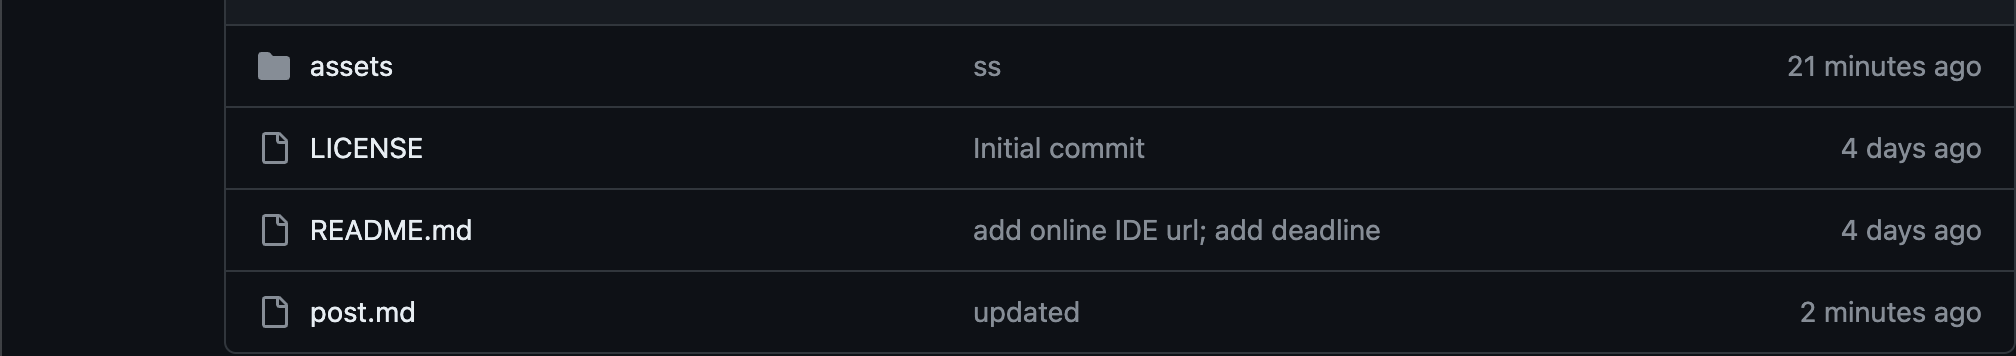 assets ss 21 minutes ago
LICENSE Initial commit 4 days ago
README.md add online IDE url; add deadline 4 days ago
post.md updated 2 minutes ago